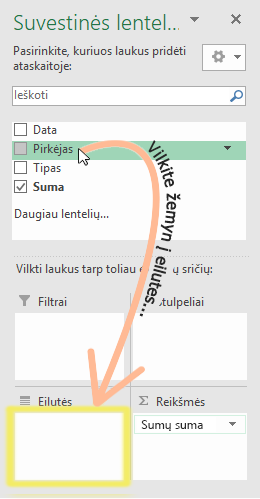 Suvestinės lentel...
Pasirinkite, kuriuos laukus pridėti
ataskaitoje:
Ieškoti
Data
Pirkėjas
Tipas
Suma
Daugiau lentelių...
Vilkite žemyn į eilutes...
Vilkti laukus tarp toliau sričių:
Filtrai
Eilutės
Reikšmės
Sumų suma